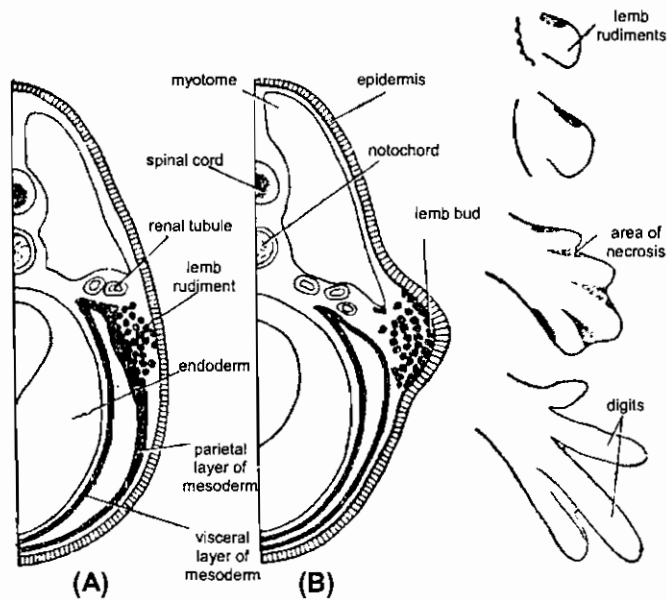 lemb
rudiments
myotome
epidermis
spinal cord
notochord
renal tubule
lemb bud
lemb
rudiment
area of
necrosis
endoderm
digits
parietal
layer of
mesoderm
visceral
layer of
mesoderm
(A)
(B)